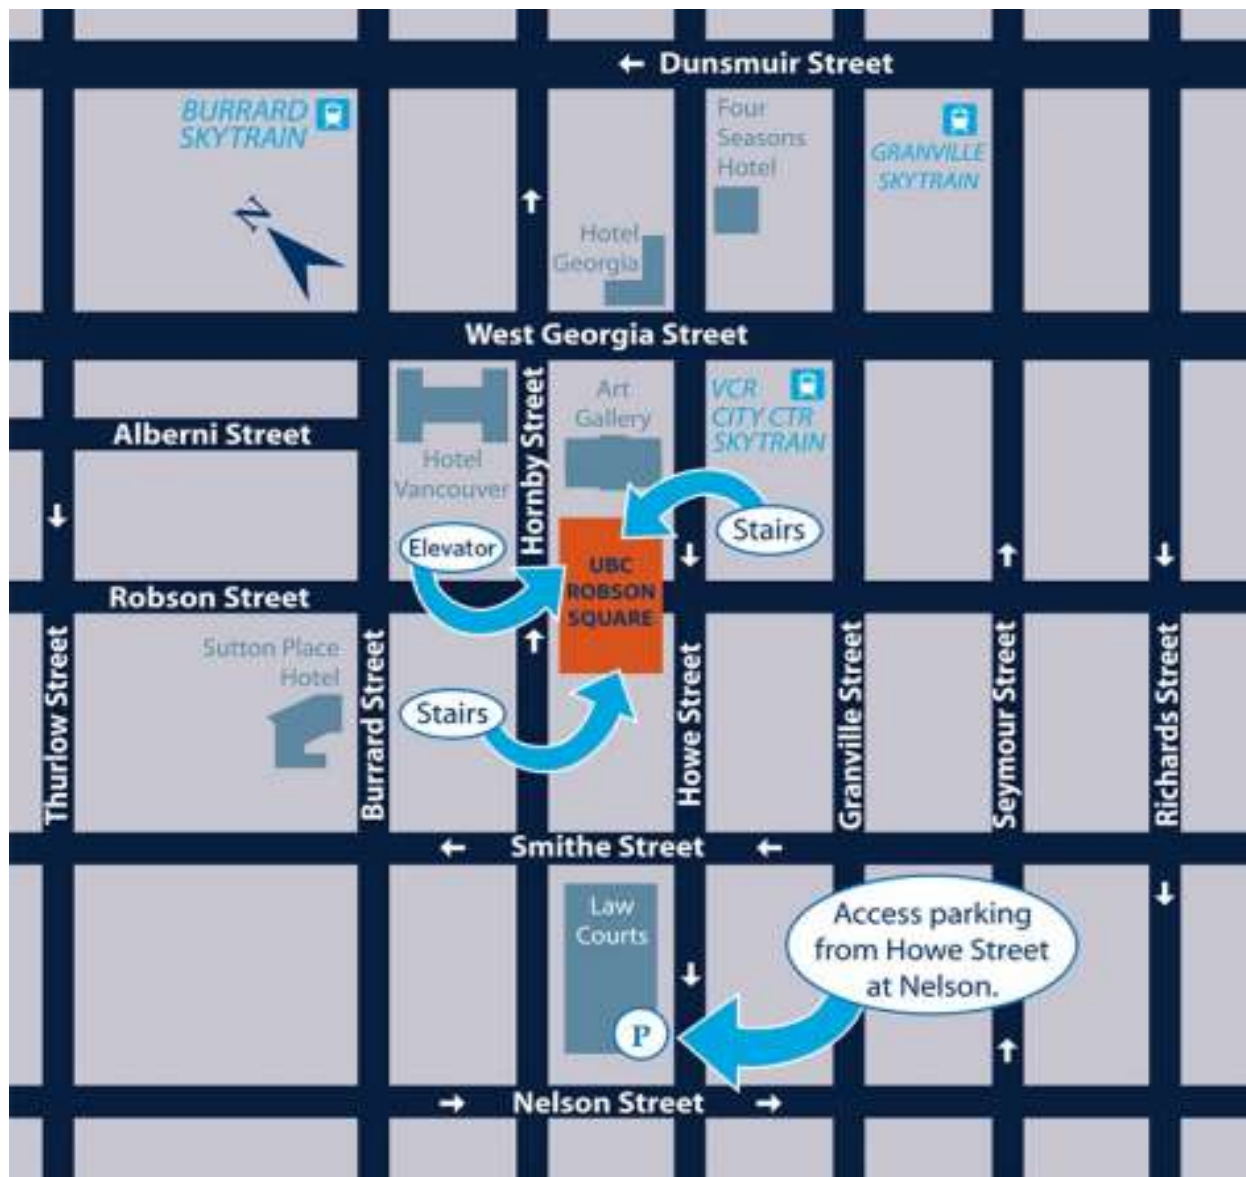 ← Dunsmuir Street
BURRARD
SKYTRAIN
Four
Seasons
Hotel
GRANVILLE
SKYTRAIN
N
Hotel
Georgia
West Georgia Street
Art
Gallery
VCR
CITY CTR
SKYTRAIN
Alberni Street
Hotel
Vancouver
Hornby Street
Stairs
Elevator
UBC
ROBSON
SQUARE
Robson Street
Sutton Place
Hotel
Stairs
Thurlow Street
Burrard Street
Howe Street
Granville Street
Seymour Street
Richards Street
← Smithe Street ←
Law
Courts
P
Access parking
from Howe Street
at Nelson.
→ Nelson Street →